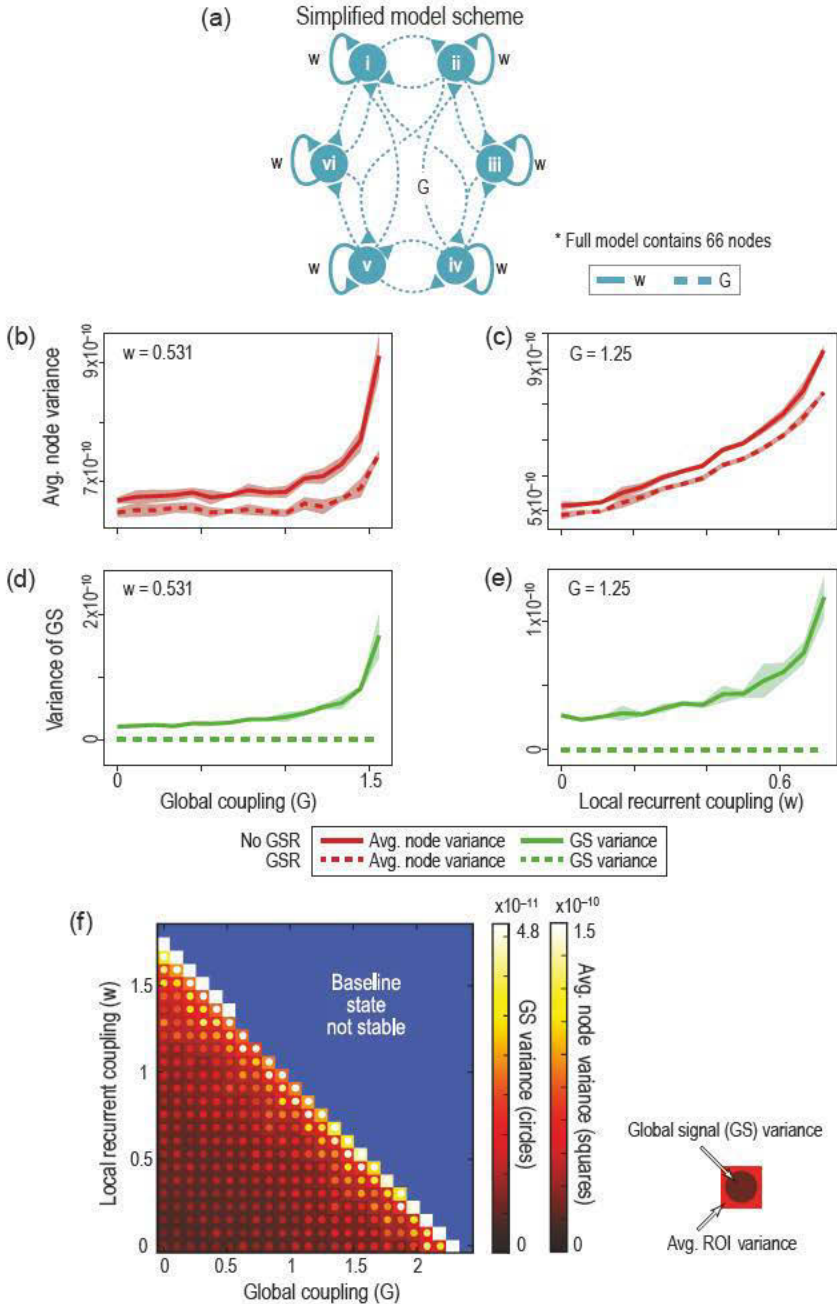 (a)
Simplified model scheme
w
i
ii
w
w
vi
G
iii
w
w
v
iv
w
* Full model contains 66 nodes
w
G
(b)
Avg. node variance
9x10⁻¹⁰
7x10⁻¹⁰
w = 0.531
(c)
9x10⁻¹⁰
5x10⁻¹⁰
G = 1.25
(d)
Variance of GS
2x10⁻¹⁰
0
w = 0.531
0
1.5
Global coupling (G)
(e)
1x10⁻¹⁰
0
G = 1.25
0
0.6
Local recurrent coupling (w)
No GSR
Avg. node variance
GS variance
GSR
Avg. node variance
GS variance
(f)
Local recurrent coupling (w)
1.5
1
0.5
0
Baseline
state
not stable
0
0.5
1
1.5
2
Global coupling (G)
x10⁻¹¹
4.8
0
GS variance (circles)
x10⁻¹⁰
1.5
0
Avg. node variance (squares)
Global signal (GS) variance
Avg. ROI variance